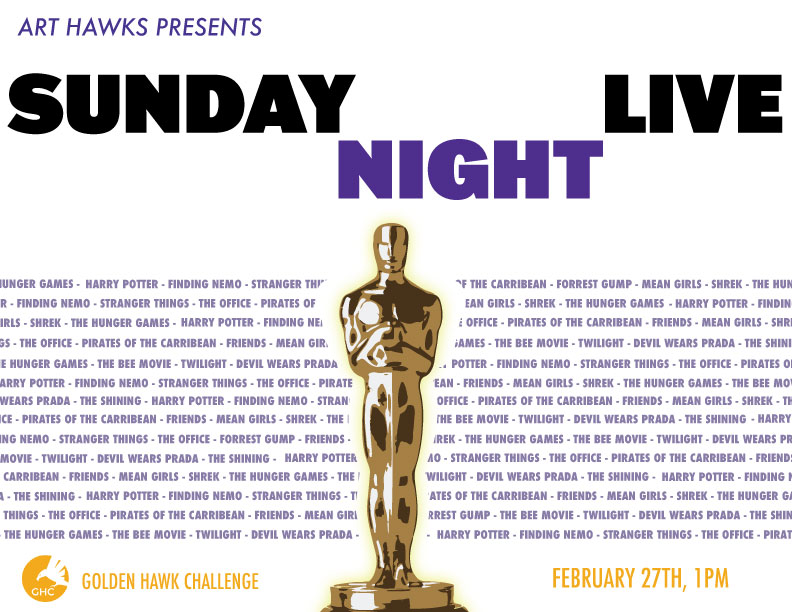 ART HAWKS PRESENTS
SUNDAY
NIGHT
LIVE
HUNGER GAMES - HARRY POTTER - FINDING NEMO - STRANGER OF THE CARRIBEAN - FORREST GUMP - MEAN GIRLS - SHREK - THE HUN
R - FINDING NEMO - STRANGER THINGS - THE OFFICE - PIRATES OF EAN GIRLS - SHREK - THE HUNGER GAMES - HARRY POTTER - FINDING
IRLS - SHREK - THE HUNGER GAMES - HARRY POTTER - FINDING NE OFFICE - PIRATES OF THE CARRIBEAN - FRIENDS - MEAN GIRLS - SHR
GS - THE OFFICE - PIRATES OF THE CARRIBEAN - FRIENDS - MEAN GAMES - THE BEE MOVIE - TWILIGHT - DEVIL WEARS PRADA - THE SHINI
HE HUNGER GAMES - THE BEE MOVIE - TWILIGHT - DEVIL WEARS PRADA POTTER - FINDING NEMO - STRANGER THINGS - THE OFFICE - PIRATES O
ARRY POTTER - FINDING NEMO - STRANGER THINGS - THE OFFICE - PIRATE EAN - FRIENDS - MEAN GIRLS - SHREK - THE HUNGER GAMES - THE BEE MOV
WEARS PRADA - THE SHINING - HARRY POTTER - FINDING NEMO - STRAN OFFICE - PIRATES OF THE CARRIBEAN - FRIENDS - MEAN GIRLS - SHREK - T
ICE - PIRATES OF THE CARRIBEAN - FRIENDS - MEAN GIRLS - SHREK - THE THE BEE MOVIE - TWILIGHT - DEVIL WEARS PRADA - THE SHINING - HARRY
NG NEMO - STRANGER THINGS - THE OFFICE - FORREST GUMP - FRIENDS - REK - THE HUNGER GAMES - THE BEE MOVIE - TWILIGHT - DEVIL WEARS PR
MOVIE - TWILIGHT - DEVIL WEARS PRADA - THE SHINING - HARRY POTTER MO - STRANGER THINGS - THE OFFICE - PIRATES OF THE CARRIBEAN - FRIENDS
CARRIBEAN - FRIENDS - MEAN GIRLS - SHREK - THE HUNGER GAMES - THE TWILIGHT - DEVIL WEARS PRADA - THE SHINING - HARRY POTTER - FINDING N
A - THE SHINING - HARRY POTTER - FINDING NEMO - STRANGER THINGS - T ATES OF THE CARRIBEAN - FRIENDS - MEAN GIRLS - SHREK - THE HUNGER GA
THINGS - THE OFFICE - PIRATES OF THE CARRIBEAN - FRIENDS - MEAN GIRL RREST GUMP - THE BEE MOVIE - TWILIGHT - DEVIL WEARS PRADA - THE SHIN
- THE HUNGER GAMES - THE BEE MOVIE - TWILIGHT - DEVIL WEARS PRADA - - HARRY POTTER - FINDING NEMO - STRANGER THINGS - THE OFFICE - PIRAT
GHC
GOLDEN HAWK CHALLENGE
FEBRUARY 27TH, 1PM